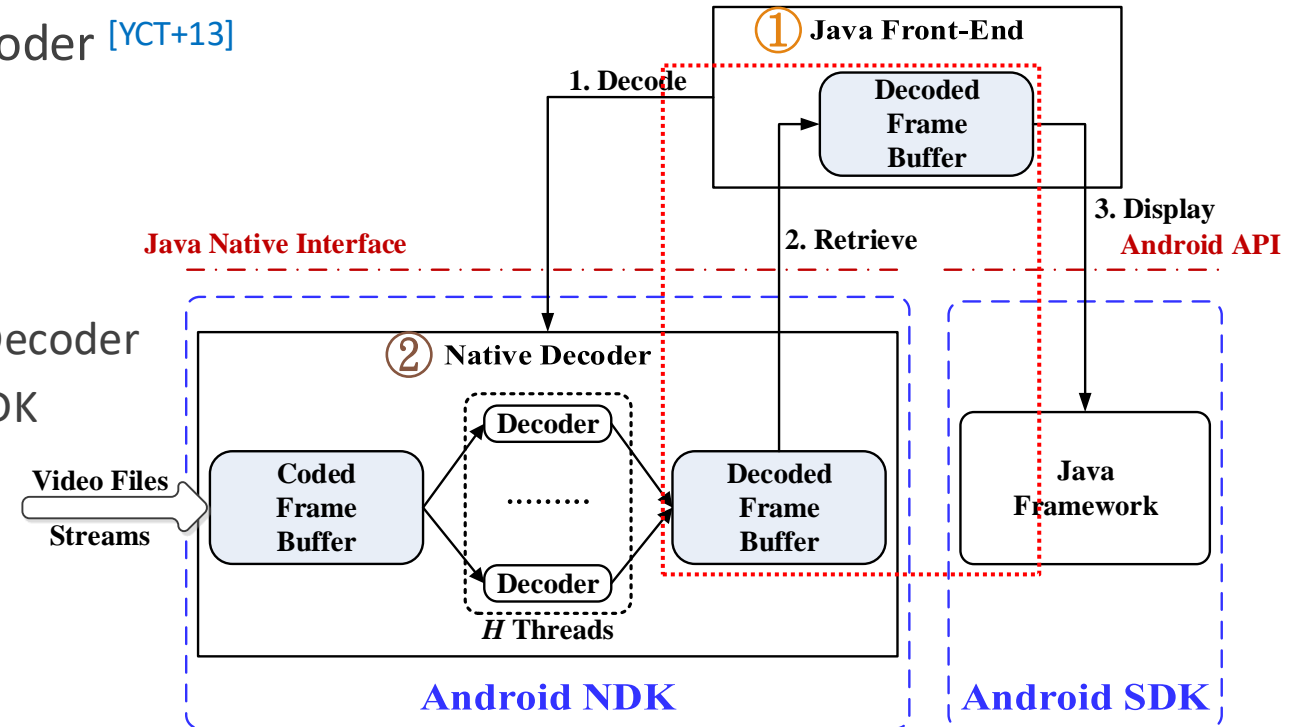 oder [YCT+13]
① Java Front-End
1. Decode
Decoded
Frame
Buffer
3. Display
2. Retrieve
Java Native Interface
Android API
Decoder
DK
② Native Decoder
Decoder
Video Files
Streams
Coded
Frame
Buffer
.........
Decoded
Frame
Buffer
Java
Framework
Decoder
H Threads
Android NDK
Android SDK